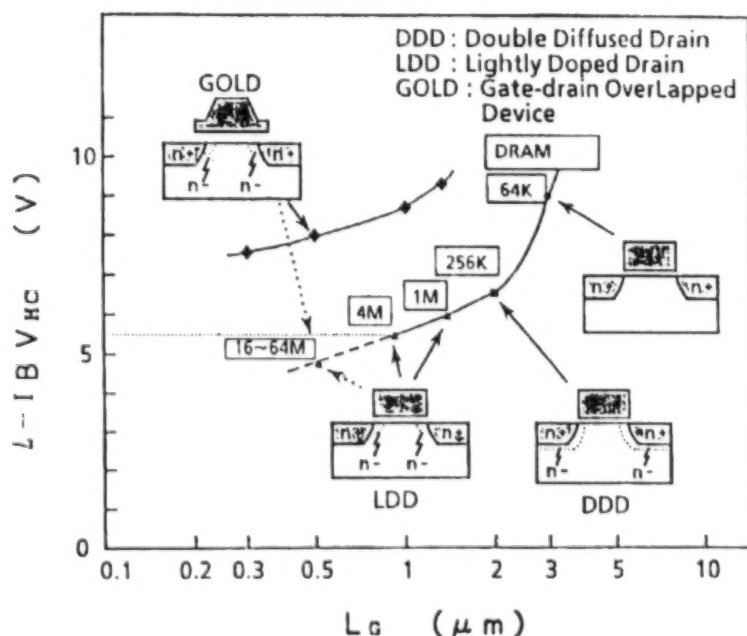 DDD : Double Diffused Drain
LDD : Lightly Doped Drain
GOLD : Gate-drain OverLapped
Device
GOLD
n+ n+
n- n-
DRAM
64K
256K
1M
4M
16~64M
n+ n+
n+ n+
n- n-
LDD
n+ n+
n- n-
DDD
10
5
0
0.1 0.2 0.3 0.5 1 2 3 5 10
(V)
LG (μm)